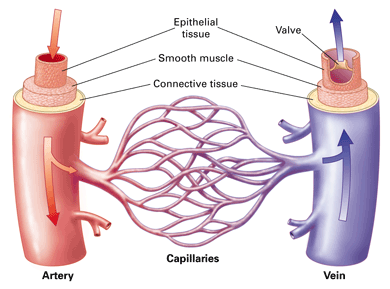 Epithelial
tissue
Valve
Smooth muscle
Connective tissue
Artery
Capillaries
Vein